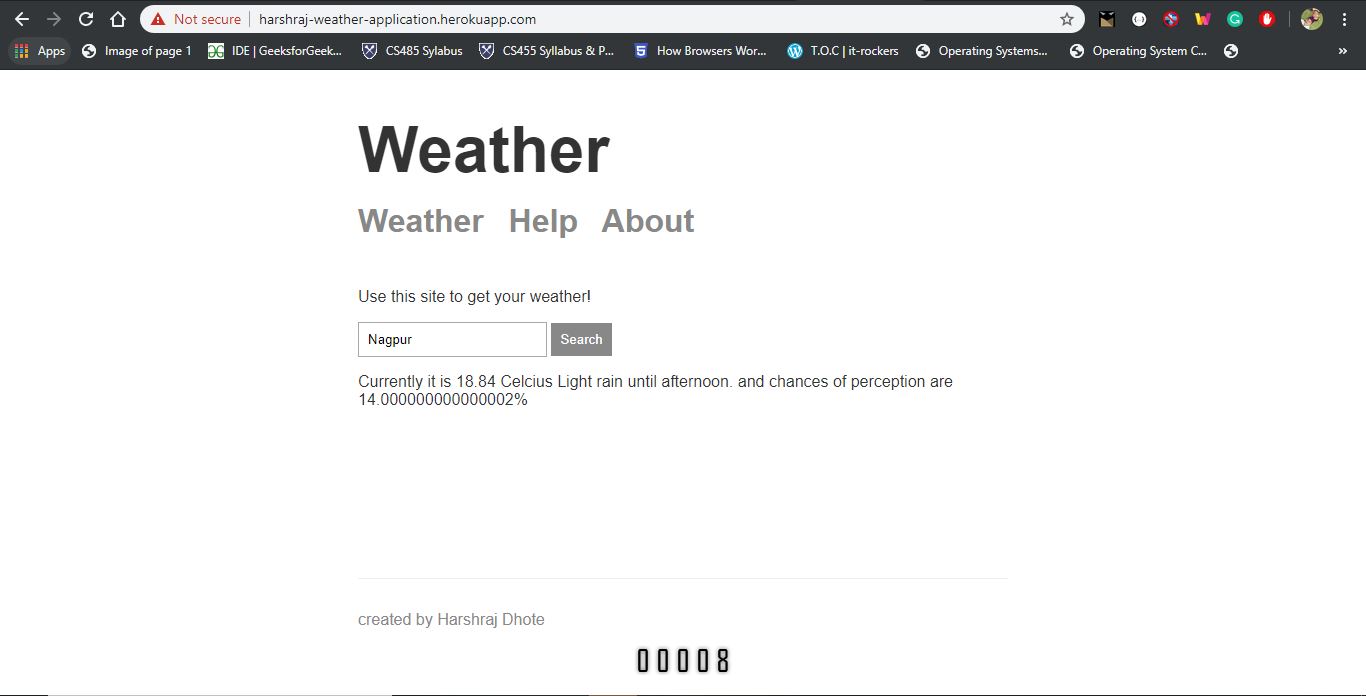 Not secure harshraj-weather-application.herokuapp.com
Apps Image of page 1 IDE | GeeksforGeek... CS485 Sylabus CS455 Syllabus & P... How Browsers Wor... T.O.C | it-rockers Operating Systems... Operating System C... »
Weather
Weather Help About
Use this site to get your weather!
Nagpur Search
Currently it is 18.84 Celcius Light rain until afternoon. and chances of perception are
14.000000000000002%
created by Harshraj Dhote
00008